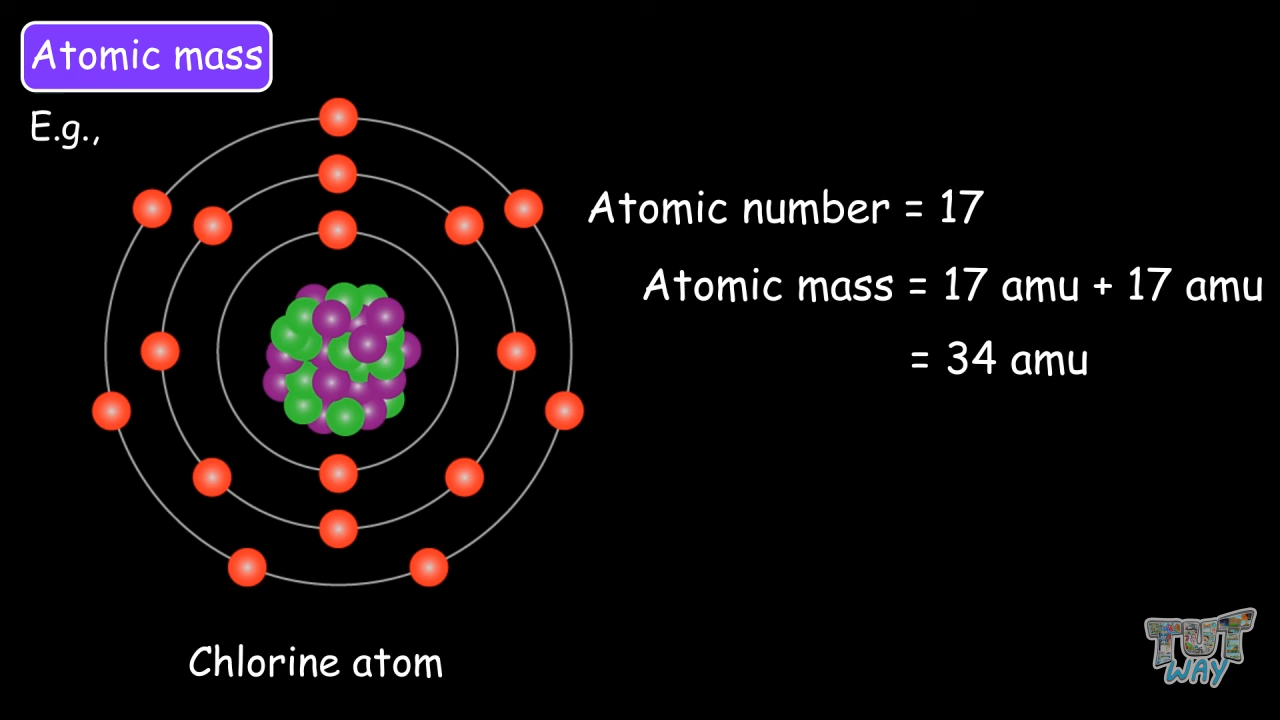 Atomic mass
E.g.,
Atomic number = 17
Atomic mass = 17 amu + 17 amu
= 34 amu
Chlorine atom
TUT
WAY